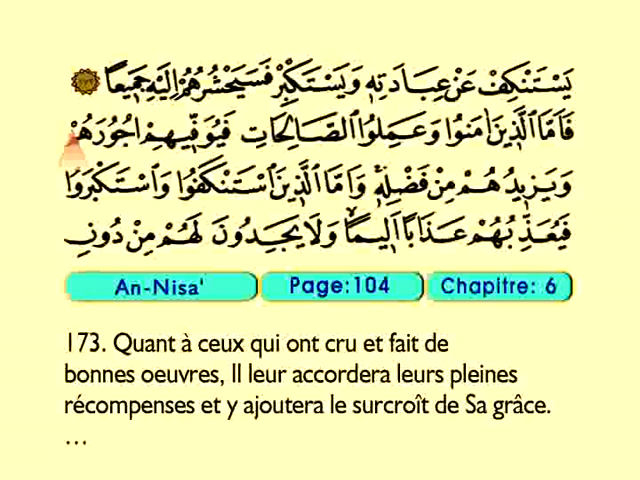 يَسْتَنْكِفْ عَنْ عِبَادَتِهِ وَيَسْتَكْبِرْ فَسَيَحْشُرُهُمْ إِلَيْهِ جَمِيعًا ١٧٢
فَأَمَّا الَّذِينَ آمَنُوا وَعَمِلُوا الصَّالِحَاتِ فَيُوَفِّيهِمْ أُجُورَهُمْ
وَيَزِيدُهُمْ مِنْ فَضْلِهِ وَأَمَّا الَّذِينَ اسْتَنْكَفُوا وَاسْتَكْبَرُوا
فَيُعَذِّبُهُمْ عَذَابًا أَلِيمًا وَلَا يَجِدُونَ لَهُمْ مِنْ دُونِ
An-Nisa' Page:104 Chapitre: 6
173. Quant à ceux qui ont cru et fait de
bonnes oeuvres, Il leur accordera leurs pleines
récompenses et y ajoutera le surcroît de Sa grâce.
...